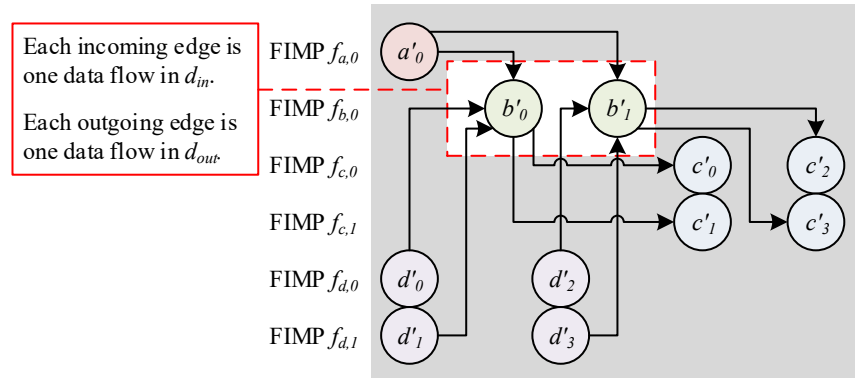 Each incoming edge is
one data flow in d_in.
Each outgoing edge is
one data flow in d_out.
FIMP f_a,0
FIMP f_b,0
FIMP f_c,0
FIMP f_c,1
FIMP f_d,0
FIMP f_d,1
a'_0
b'_0
b'_1
c'_0
c'_2
c'_1
c'_3
d'_0
d'_2
d'_1
d'_3